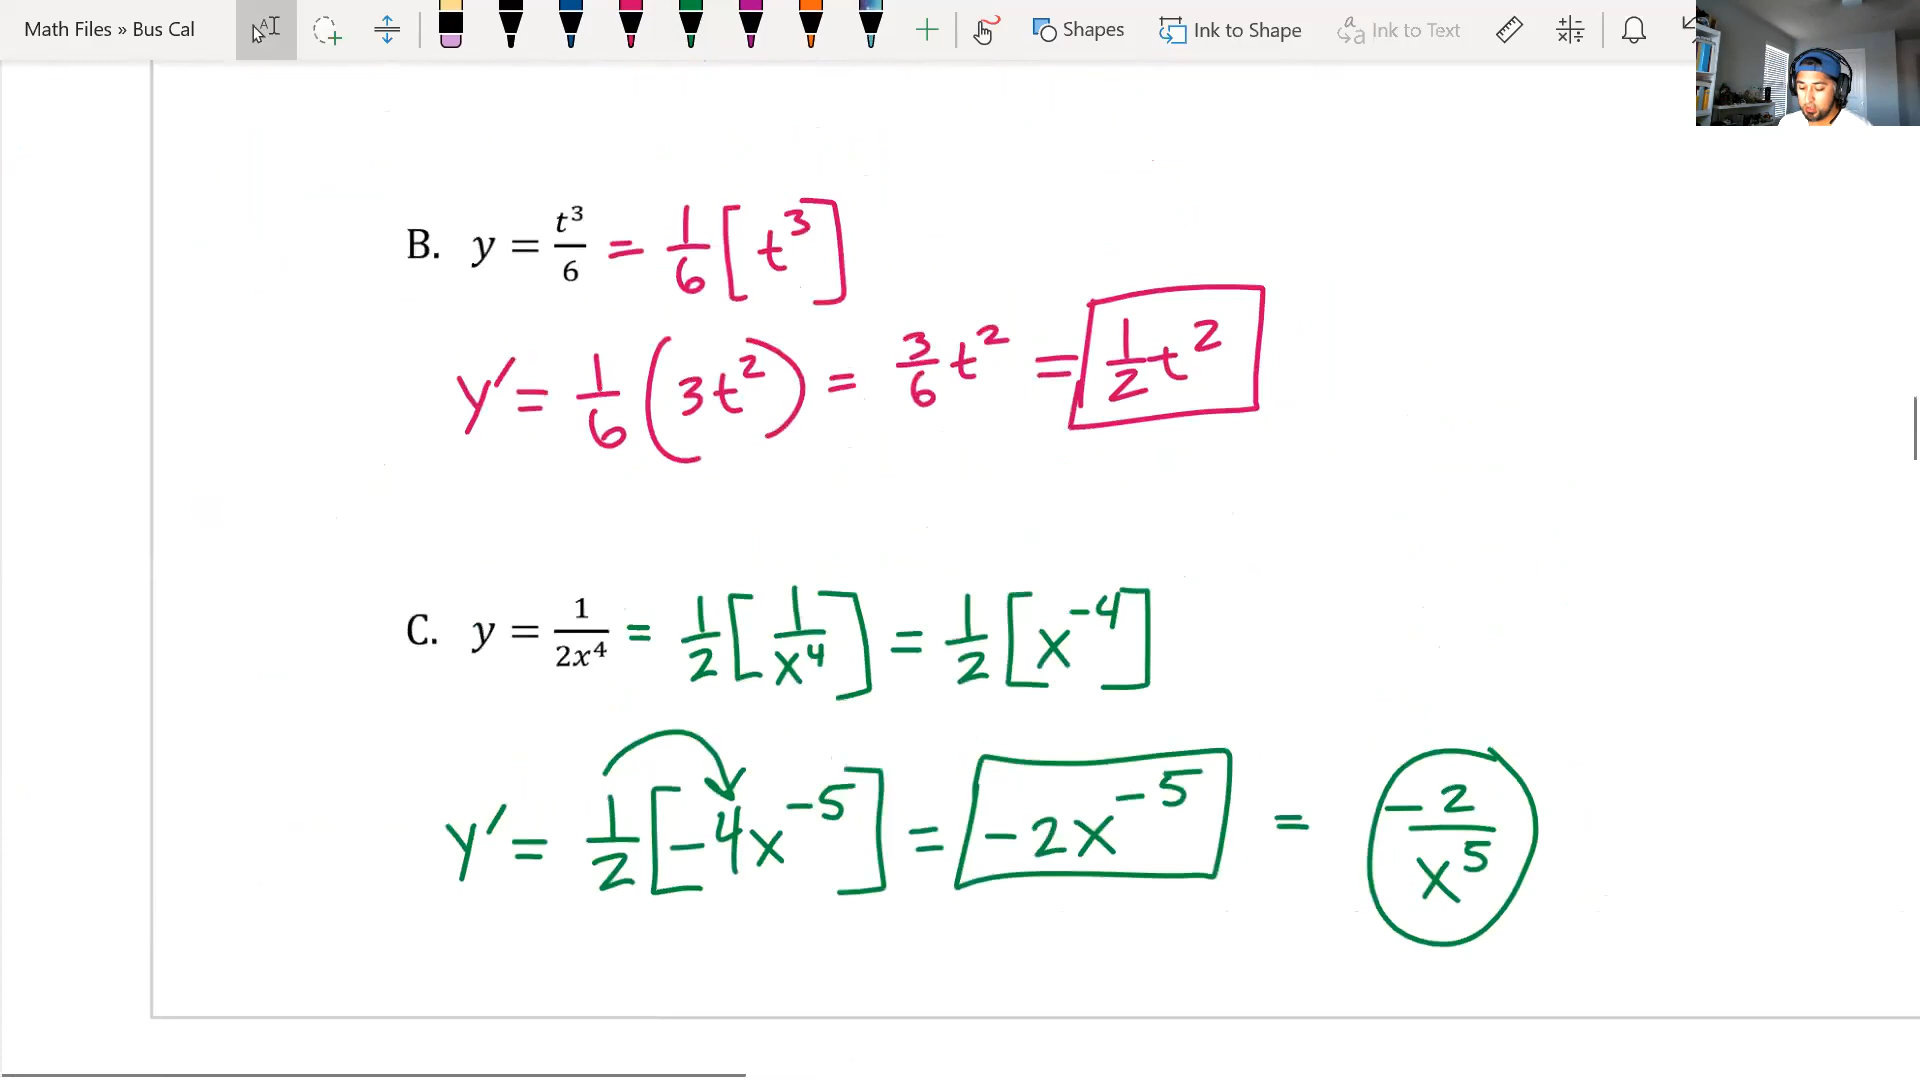 Math Files » Bus Cal Shapes Ink to Shape Ink to Text
B. y = t³/6 = 1/6 [t³]
y' = 1/6 (3t²) = 3/6 t² = 1/2 t²
C. y = 1/2x⁴ = 1/2 [1/x⁴] = 1/2 [x⁻⁴]
y' = 1/2 [-4x⁻⁵] = -2x⁻⁵ = -2/x⁵